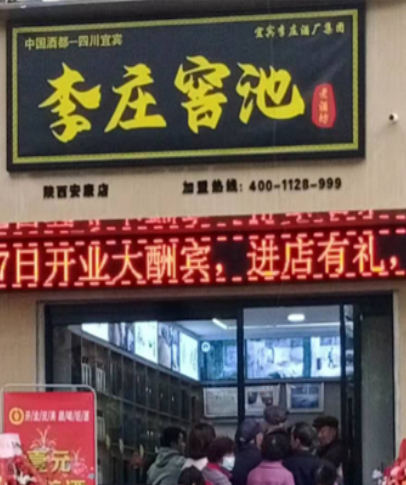 中国酒都一四川宜宾
宜宾李庄酒厂集团
李庄窖池
老酒坊
陕西安康店
加盟热线：400-1128-999
7日开业大酬宾，进店有礼，